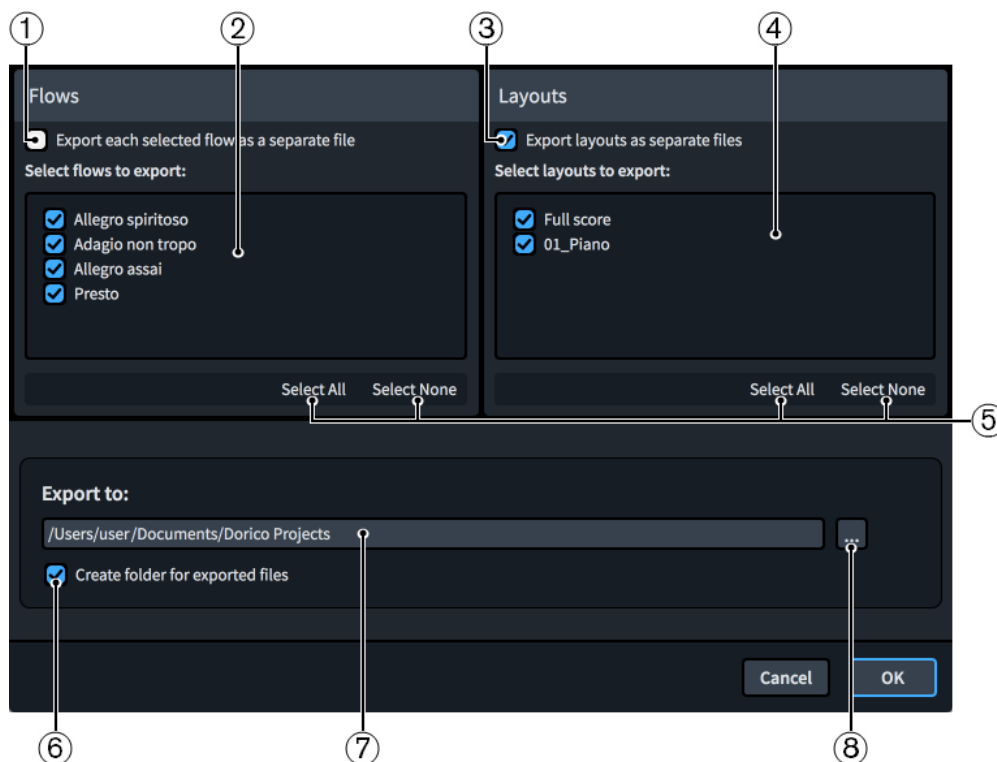 ① ② ③ ④
Flows
Export each selected flow as a separate file
Select flows to export:
Allegro spiritoso
Adagio non tropo
Allegro assai
Presto
Select All Select None
Layouts
Export layouts as separate files
Select layouts to export:
Full score
01_Piano
Select All Select None
⑤
Export to:
/Users/user/Documents/Dorico Projects
...
Create folder for exported files
Cancel OK
⑥ ⑦ ⑧